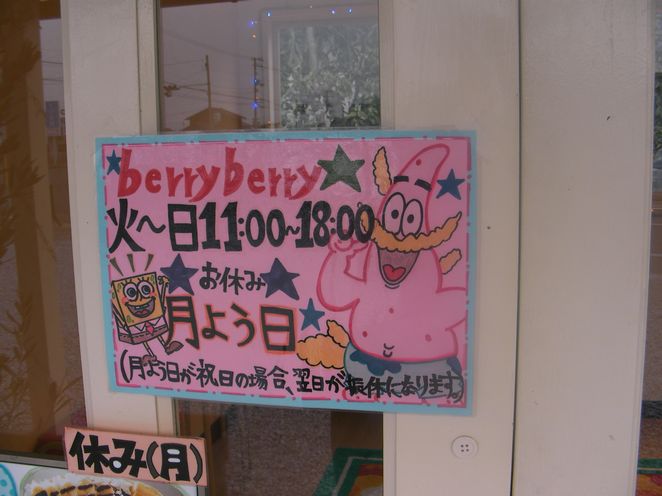 berryberry
火～日11:00～18:00
お休み
月よう日
(月よう日が祝日の場合、翌日が振休になります)
休み(月)